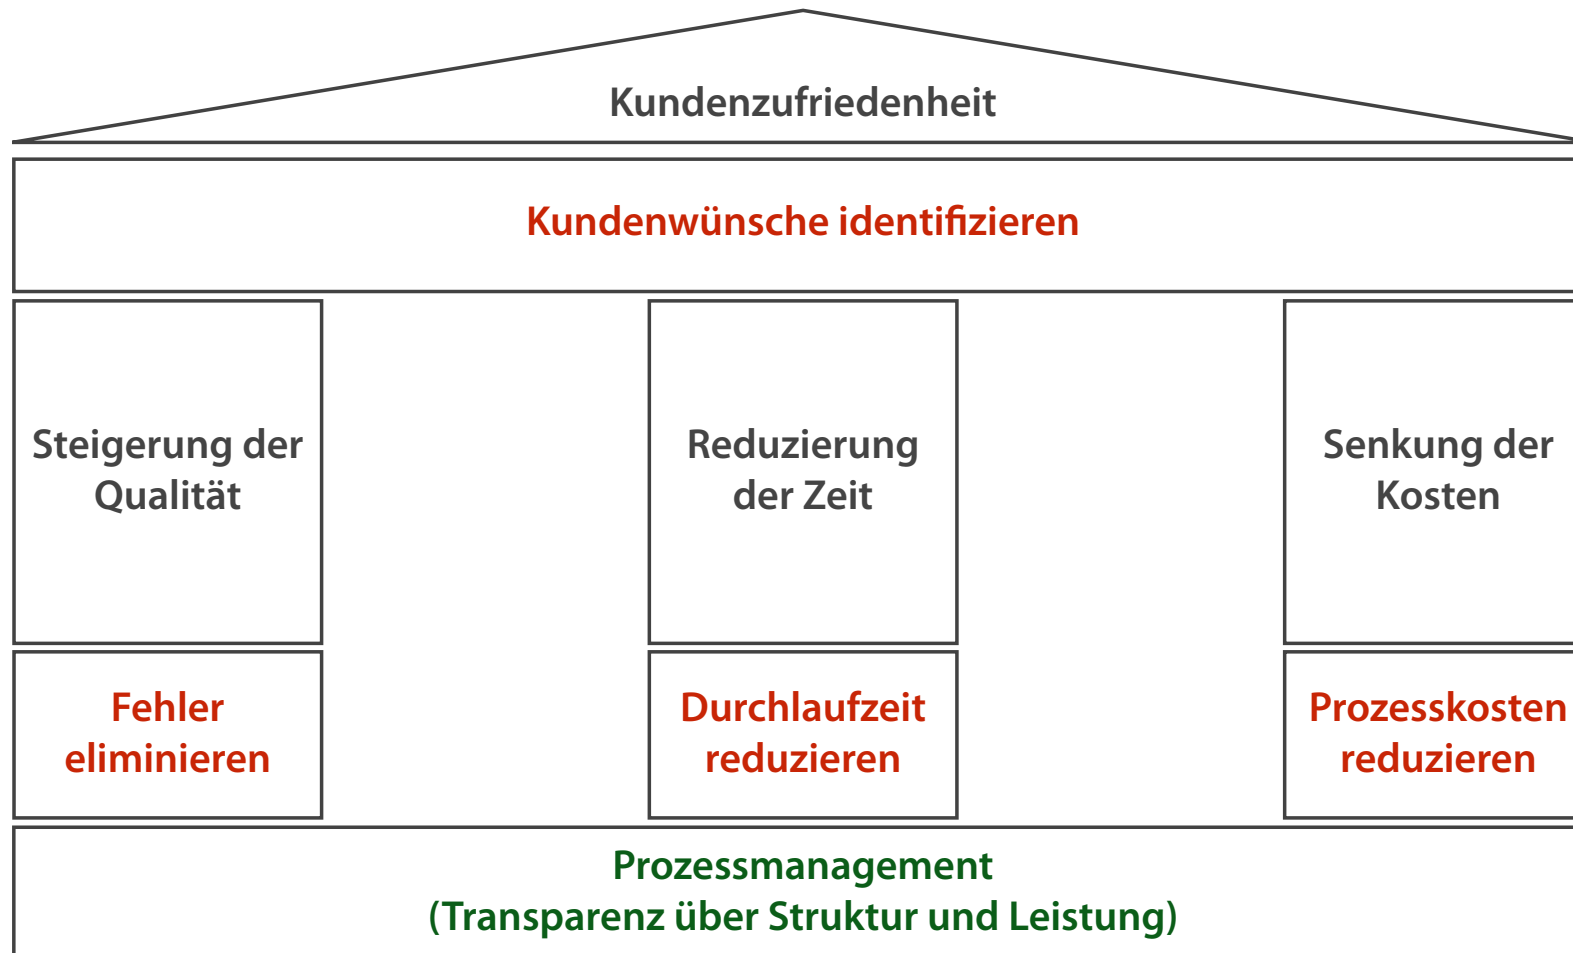 Kundenzufriedenheit
Kundenwünsche identifizieren
Steigerung der
Qualität
Reduzierung
der Zeit
Senkung der
Kosten
Fehler
eliminieren
Durchlaufzeit
reduzieren
Prozesskosten
reduzieren
Prozessmanagement
(Transparenz über Struktur und Leistung)